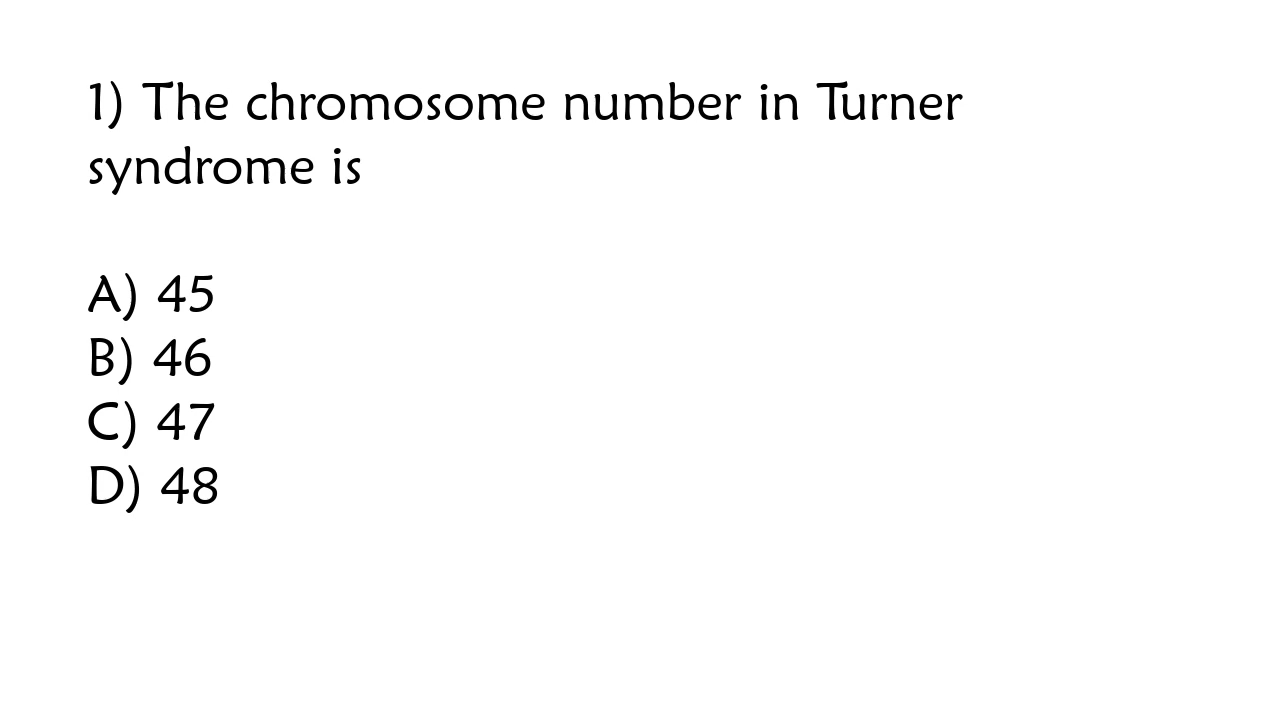 1) The chromosome number in Turner
syndrome is
A) 45
B) 46
C) 47
D) 48